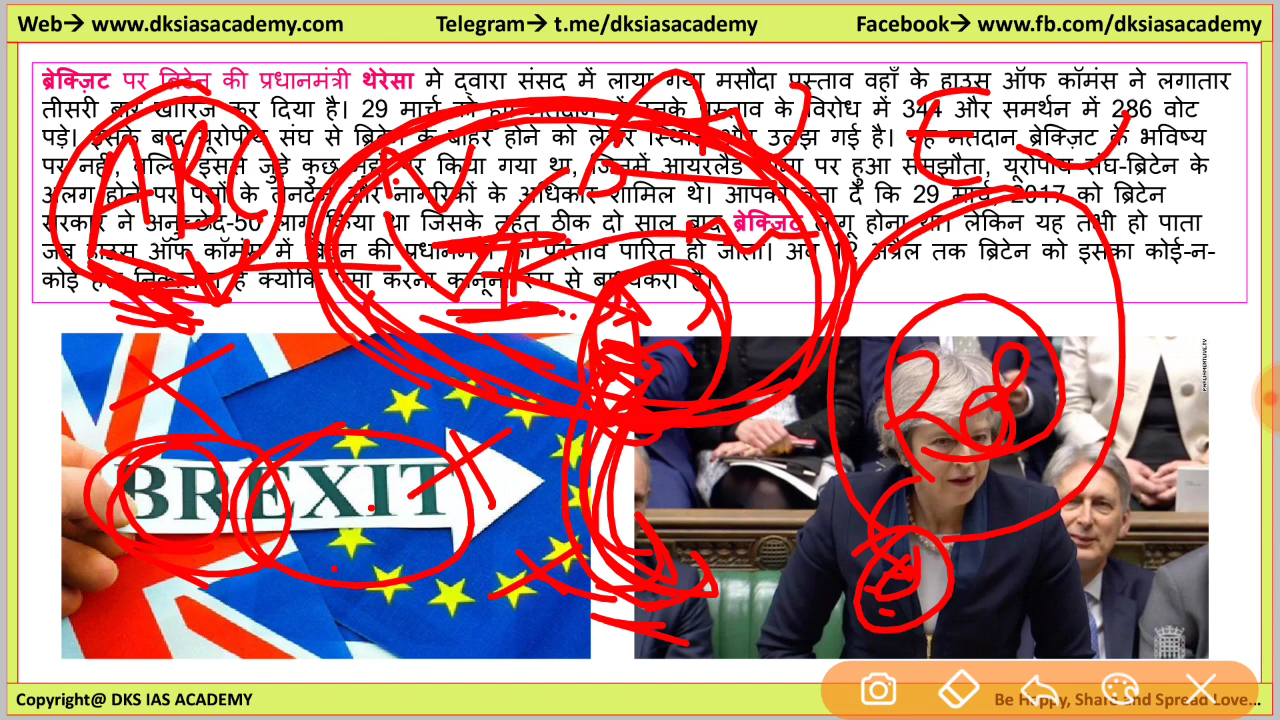 Web→ www.dksiasacademy.com Telegram→ t.me/dksiasacademy Facebook→ www.fb.com/dksiasacademy
ब्रेक्ज़िट पर ब्रिटेन की प्रधानमंत्री थेरेसा मे द्वारा संसद में लाया गया मसौदा प्रस्ताव वहाँ के हाउस ऑफ कॉमंस ने लगातार
तीसरी बार खारिज कर दिया है। 29 मार्च को हुए मतदान में उनके प्रस्ताव के विरोध में 344 और समर्थन में 286 वोट
पड़े। इसके बाद यूरोपीय संघ से ब्रिटेन के बाहर होने को लेकर स्थिति और उलझ गई है। यह मतदान ब्रेक्ज़िट के भविष्य
पर नहीं, बल्कि इससे जुड़े कुछ पर किया गया था, जिनमें आयरलैंड सीमा पर हुआ समझौता, यूरोपीय संघ-ब्रिटेन के
अलग होने पर के और नागरिकों के अधिकार शामिल थे। आपको बता दें कि 29 मार्च, 2017 को ब्रिटेन
सरकार ने अनुच्छेद-50 लागू किया था जिसके तहत ठीक दो साल बाद ब्रेक्ज़िट लागू होना था। लेकिन यह तभी हो पाता
जब हाउस ऑफ कॉमंस में ब्रिटेन की प्रधानमंत्री का प्रस्ताव पारित हो जाता। अब 12 अप्रैल तक ब्रिटेन को इसका कोई-न-
कोई हल निकालना है क्योंकि ऐसा करना कानूनी रूप से बाध्यकारी है।
ABC
BREXIT
Copyright@ DKS IAS ACADEMY Be Happy, Share and Spread Love...